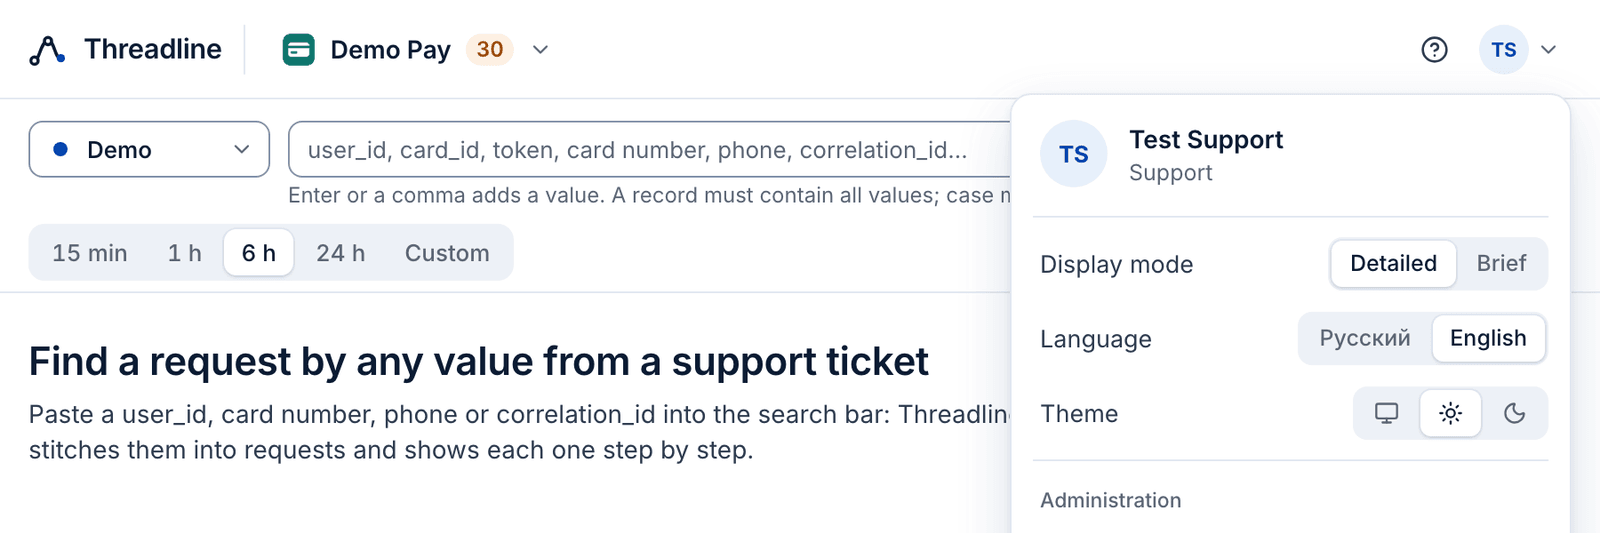 Threadline
Demo Pay 30
TS
Demo
user_id, card_id, token, card number, phone, correlation_id...
Enter or a comma adds a value. A record must contain all values; case
15 min 1 h 6 h 24 h Custom
Find a request by any value from a support ticket
Paste a user_id, card number, phone or correlation_id into the search bar: Threadlin
stitches them into requests and shows each one step by step.
TS
Test Support
Support
Display mode Detailed Brief
Language Русский English
Theme
Administration